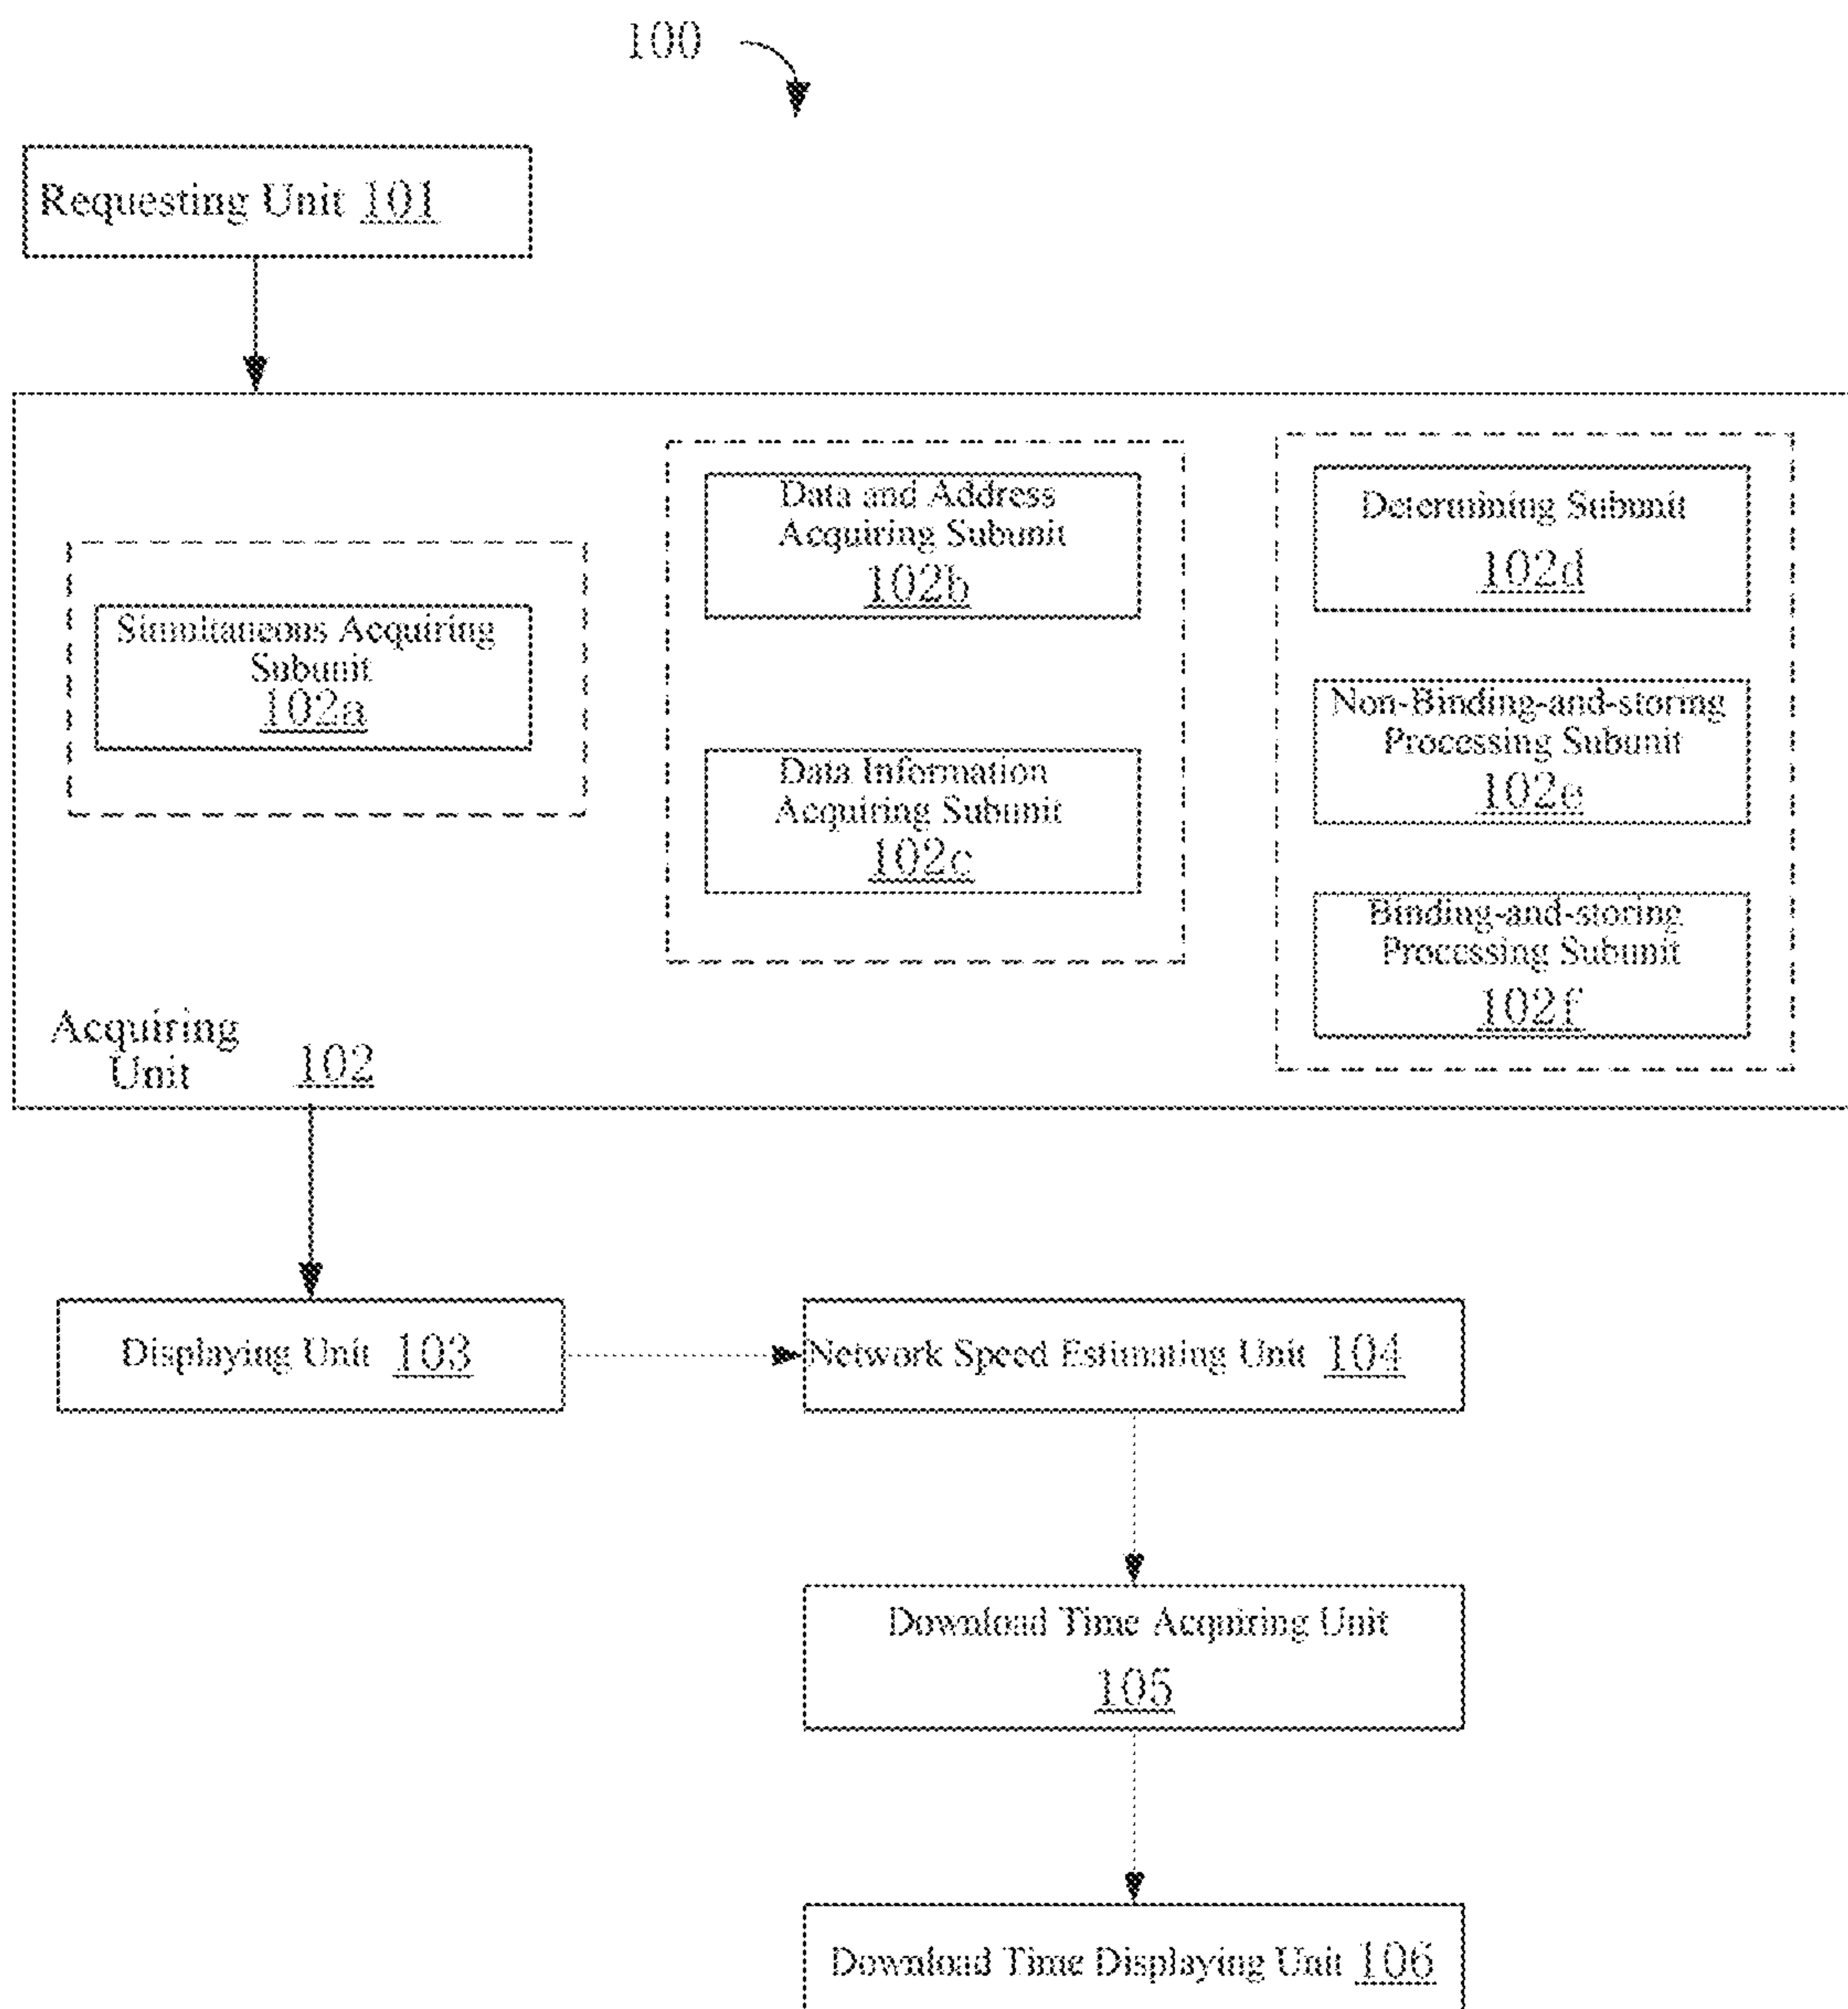 100
Requesting Unit 101
Simultaneous Acquiring
Subunit
102a
Data and Address
Acquiring Subunit
102b
Data Information
Acquiring Subunit
102c
Determining Subunit
102d
Non-Binding-and-storing
Processing Subunit
102e
Binding-and-storing
Processing Subunit
102f
Acquiring
Unit 102
Displaying Unit 103
Network Speed Estimating Unit 104
Download Time Acquiring Unit
105
Download Time Displaying Unit 106